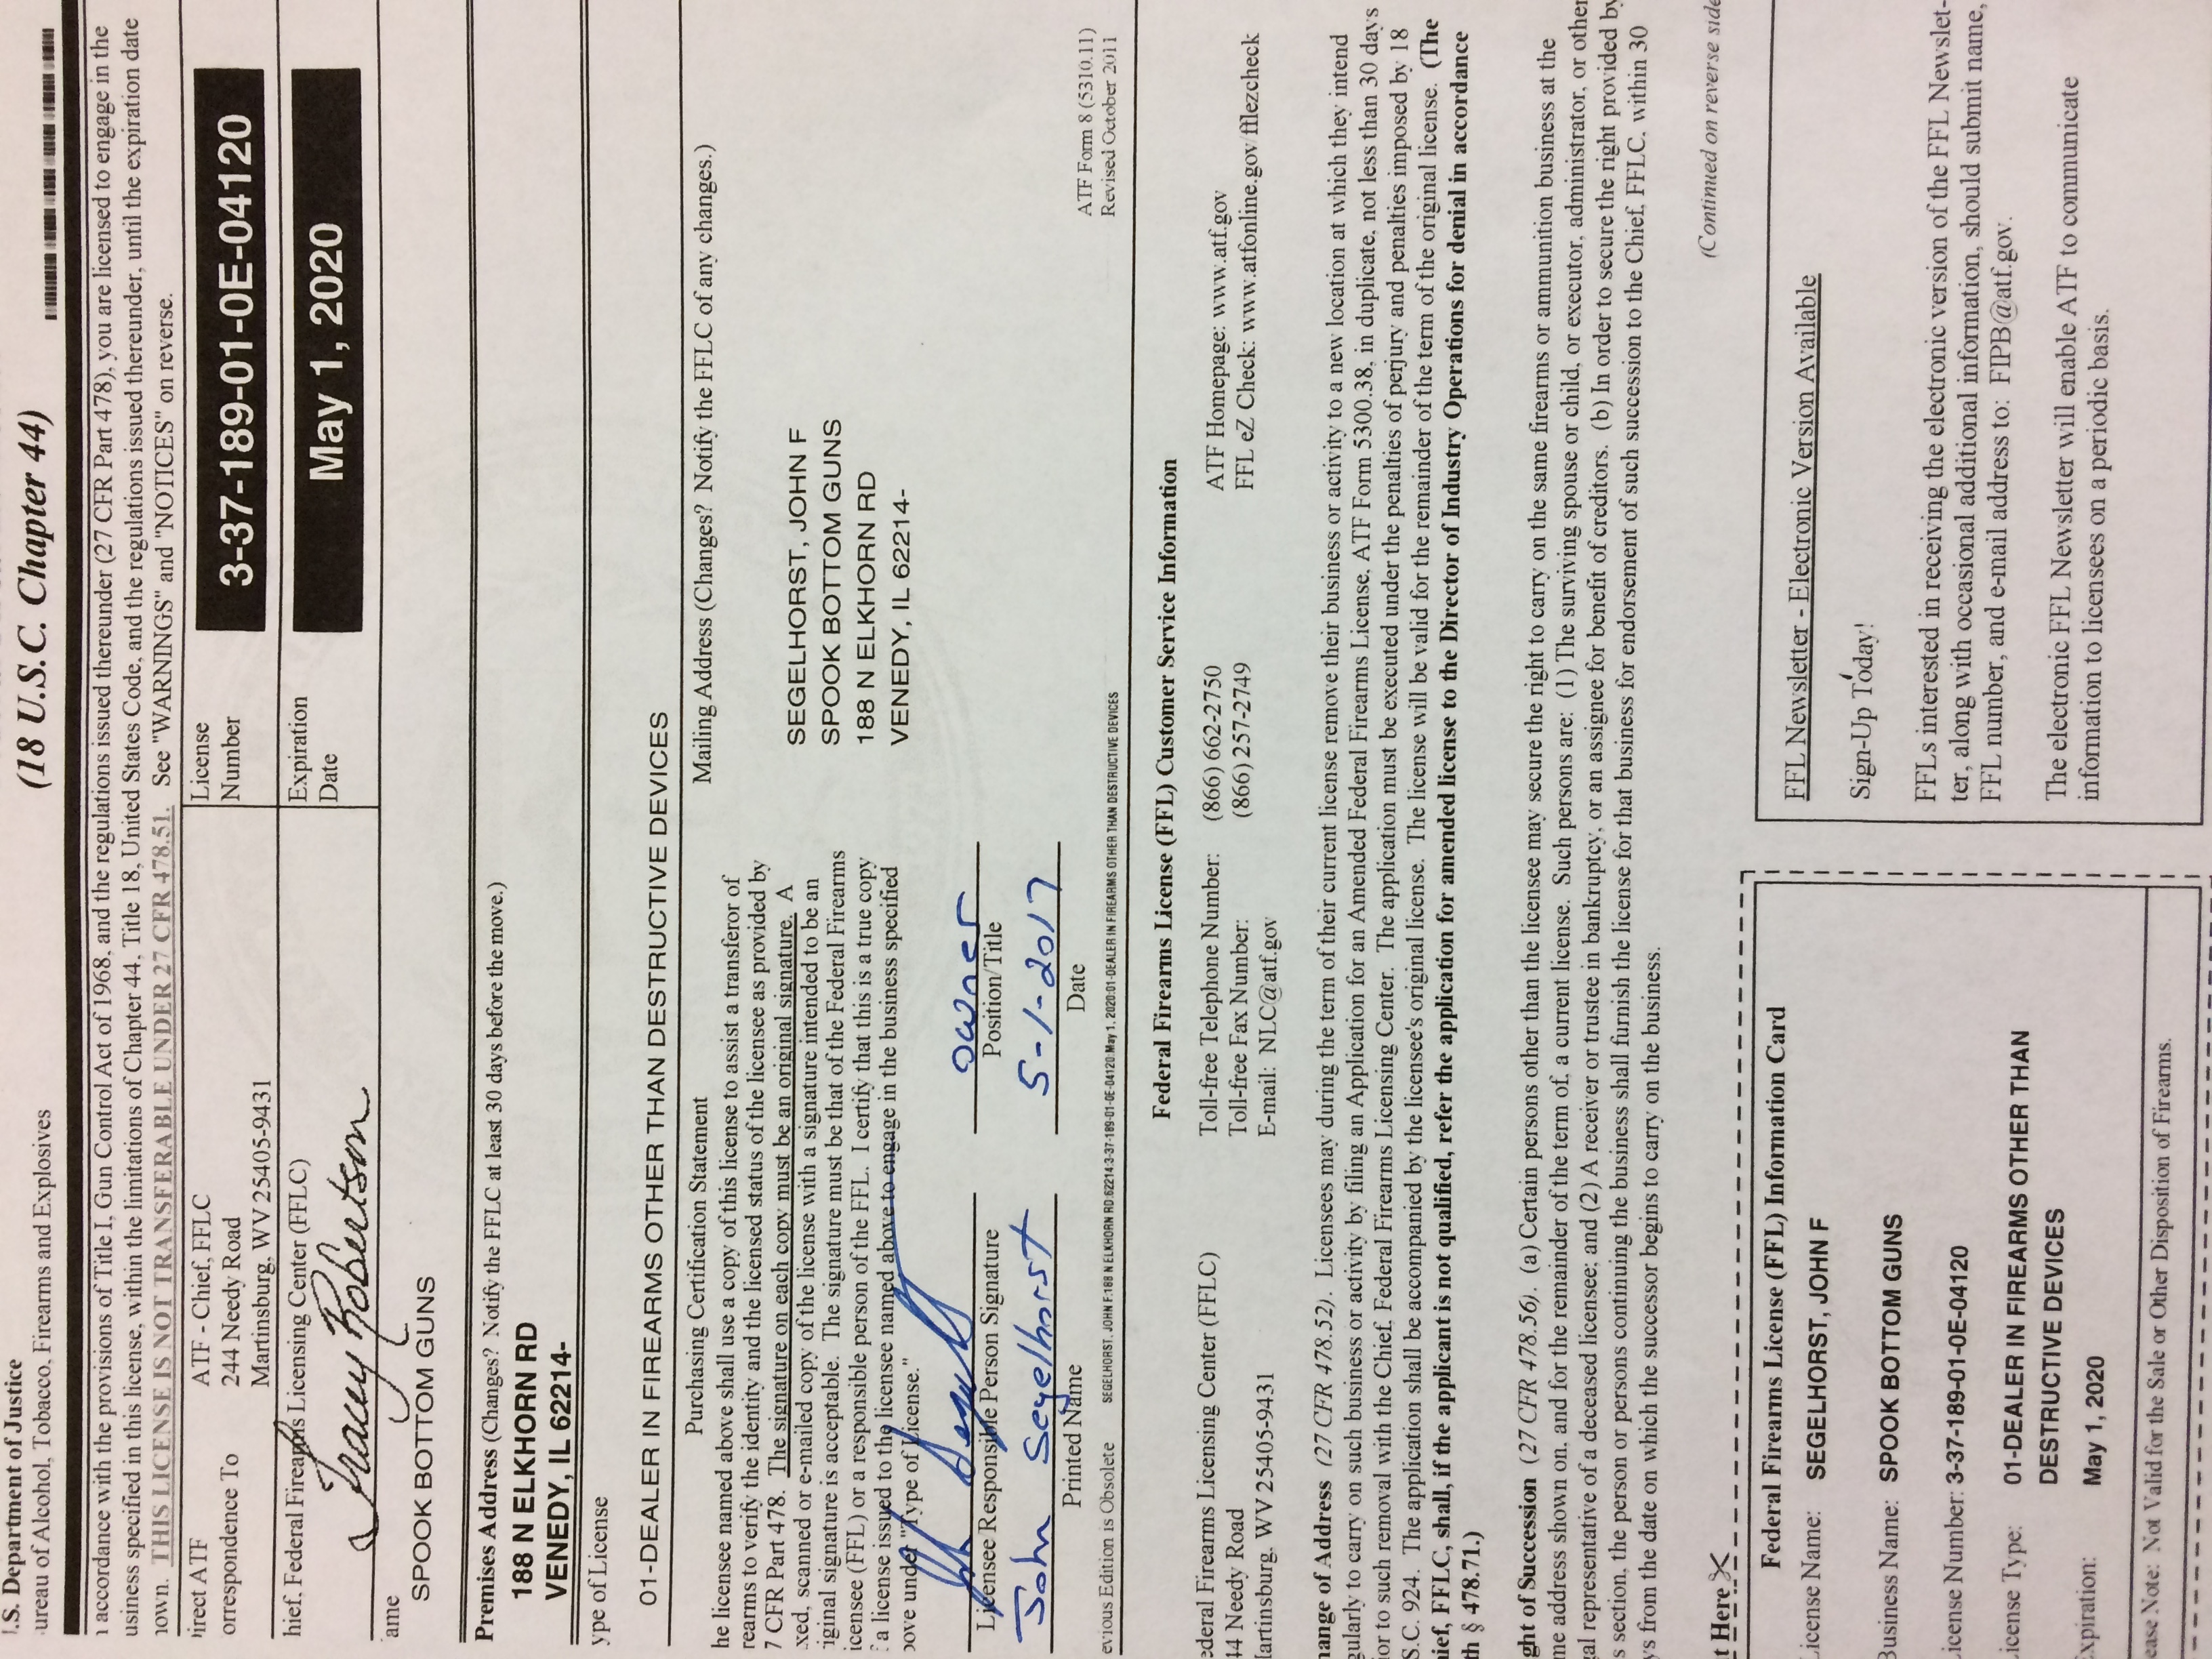 .S. Department of Justice
ureau of Alcohol, Tobacco, Firearms and Explosives
(18 U.S.C. Chapter 44)
accordance with the provisions of Title I, Gun Control Act of 1968, and the regulations issued thereunder (27 CFR Part 478), you are licensed to engage in the
usiness specified in this license, within the limitations of Chapter 44, Title 18, United States Code, and the regulations issued thereunder, until the expiration date
own. THIS LICENSE IS NOT TRANSFERABLE UNDER 27 CFR 478.51. See "WARNINGS" and "NOTICES" on reverse.
irect ATF
orrespondence To
ATF - Chief, FFLC
244 Needy Road
Martinsburg, WV 25405-9431
License
Number
3-37-189-01-0E-04120
hief, Federal Firearms Licensing Center (FFLC)
Tracey Robertson
Expiration
Date
May 1, 2020
ame
SPOOK BOTTOM GUNS
Premises Address (Changes? Notify the FFLC at least 30 days before the move.)
188 N ELKHORN RD
VENEDY, IL 62214-
ype of License
01-DEALER IN FIREARMS OTHER THAN DESTRUCTIVE DEVICES
Purchasing Certification Statement
he licensee named above shall use a copy of this license to assist a transferor of
rearms to verify the identity and the licensed status of the licensee as provided by
7 CFR Part 478. The signature on each copy must be an original signature. A
xed, scanned or e-mailed copy of the license with a signature intended to be an
iginal signature is acceptable. The signature must be that of the Federal Firearms
icensee (FFL) or a responsible person of the FFL. I certify that this is a true copy
f a license issued to the licensee named above to engage in the business specified
bove under "Type of License."
Mailing Address (Changes? Notify the FFLC of any changes.)
SEGELHORST, JOHN F
SPOOK BOTTOM GUNS
188 N ELKHORN RD
VENEDY, IL 62214-
owner
Licensee Responsible Person Signature
Position/Title
John Segelhorst
5-1-2017
Printed Name
Date
ATF Form 8 (5310.11)
Revised October 2011
evious Edition is Obsolete
SEGELHORST, JOHN F:188 N ELKHORN RD:62214:3-37-189-01-0E-04120:May 1, 2020:01-DEALER IN FIREARMS OTHER THAN DESTRUCTIVE DEVICES
Federal Firearms License (FFL) Customer Service Information
ederal Firearms Licensing Center (FFLC)
44 Needy Road
artinsburg, WV 25405-9431
Toll-free Telephone Number: (866) 662-2750
Toll-free Fax Number: (866) 257-2749
E-mail: NLC@atf.gov
ATF Homepage: www.atf.gov
FFL eZ Check: www.atfonline.gov/fflezcheck
hange of Address (27 CFR 478.52). Licensees may during the term of their current license remove their business or activity to a new location at which they intend
gularly to carry on such business or activity by filing an Application for an Amended Federal Firearms License, ATF Form 5300.38, in duplicate, not less than 30 days
ior to such removal with the Chief, Federal Firearms Licensing Center. The application must be executed under the penalties of perjury and penalties imposed by 18
S.C. 924. The application shall be accompanied by the licensee's original license. The license will be valid for the remainder of the term of the original license. (The
hief, FFLC, shall, if the applicant is not qualified, refer the application for amended license to the Director of Industry Operations for denial in accordance
th § 478.71.)
ght of Succession (27 CFR 478.56). (a) Certain persons other than the licensee may secure the right to carry on the same firearms or ammunition business at the
me address shown on, and for the remainder of the term of, a current license. Such persons are: (1) The surviving spouse or child, or executor, administrator, or other
gal representative of a deceased licensee; and (2) A receiver or trustee in bankruptcy, or an assignee for benefit of creditors. (b) In order to secure the right provided by
s section, the person or persons continuing the business shall furnish the license for that business for endorsement of such succession to the Chief, FFLC, within 30
ys from the date on which the successor begins to carry on the business.
(Continued on reverse side
t Here
Federal Firearms License (FFL) Information Card
License Name: SEGELHORST, JOHN F
Business Name: SPOOK BOTTOM GUNS
License Number: 3-37-189-01-0E-04120
License Type: 01-DEALER IN FIREARMS OTHER THAN
DESTRUCTIVE DEVICES
Expiration: May 1, 2020
ease Note: Not Valid for the Sale or Other Disposition of Firearms.
FFL Newsletter - Electronic Version Available
Sign-Up Today!
FFLs interested in receiving the electronic version of the FFL Newslet-
ter, along with occasional additional information, should submit name,
FFL number, and e-mail address to: FIPB@atf.gov.
The electronic FFL Newsletter will enable ATF to communicate
information to licensees on a periodic basis.